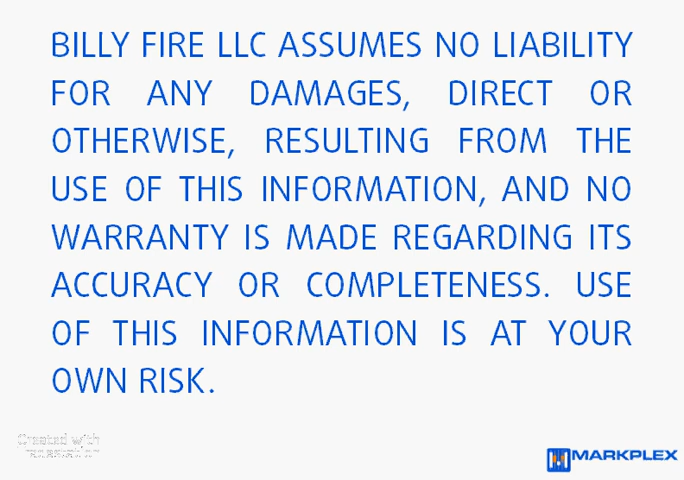 BILLY FIRE LLC ASSUMES NO LIABILITY
FOR ANY DAMAGES, DIRECT OR
OTHERWISE, RESULTING FROM THE
USE OF THIS INFORMATION, AND NO
WARRANTY IS MADE REGARDING ITS
ACCURACY OR COMPLETENESS. USE
OF THIS INFORMATION IS AT YOUR
OWN RISK.
Created with
MARKPLEX